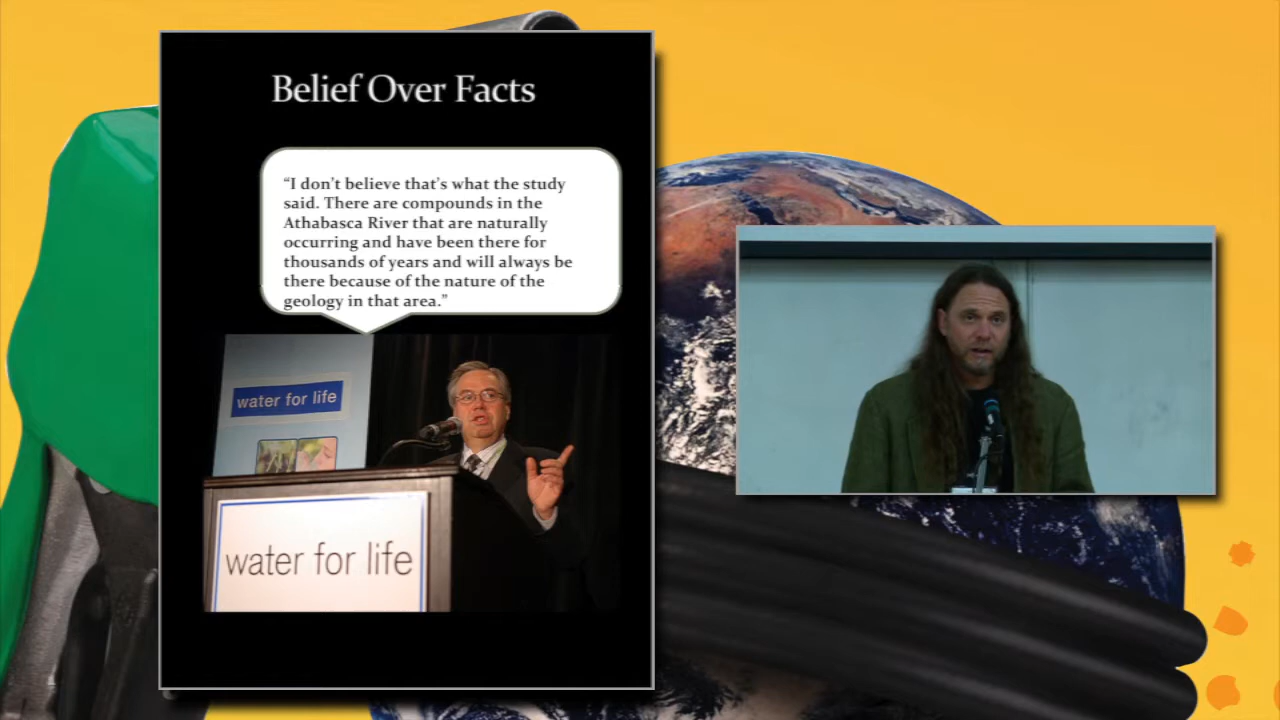 Belief Over Facts
“I don’t believe that’s what the study
said. There are compounds in the
Athabasca River that are naturally
occurring and have been there for
thousands of years and will always be
there because of the nature of the
geology in that area.”
water for life
water for life